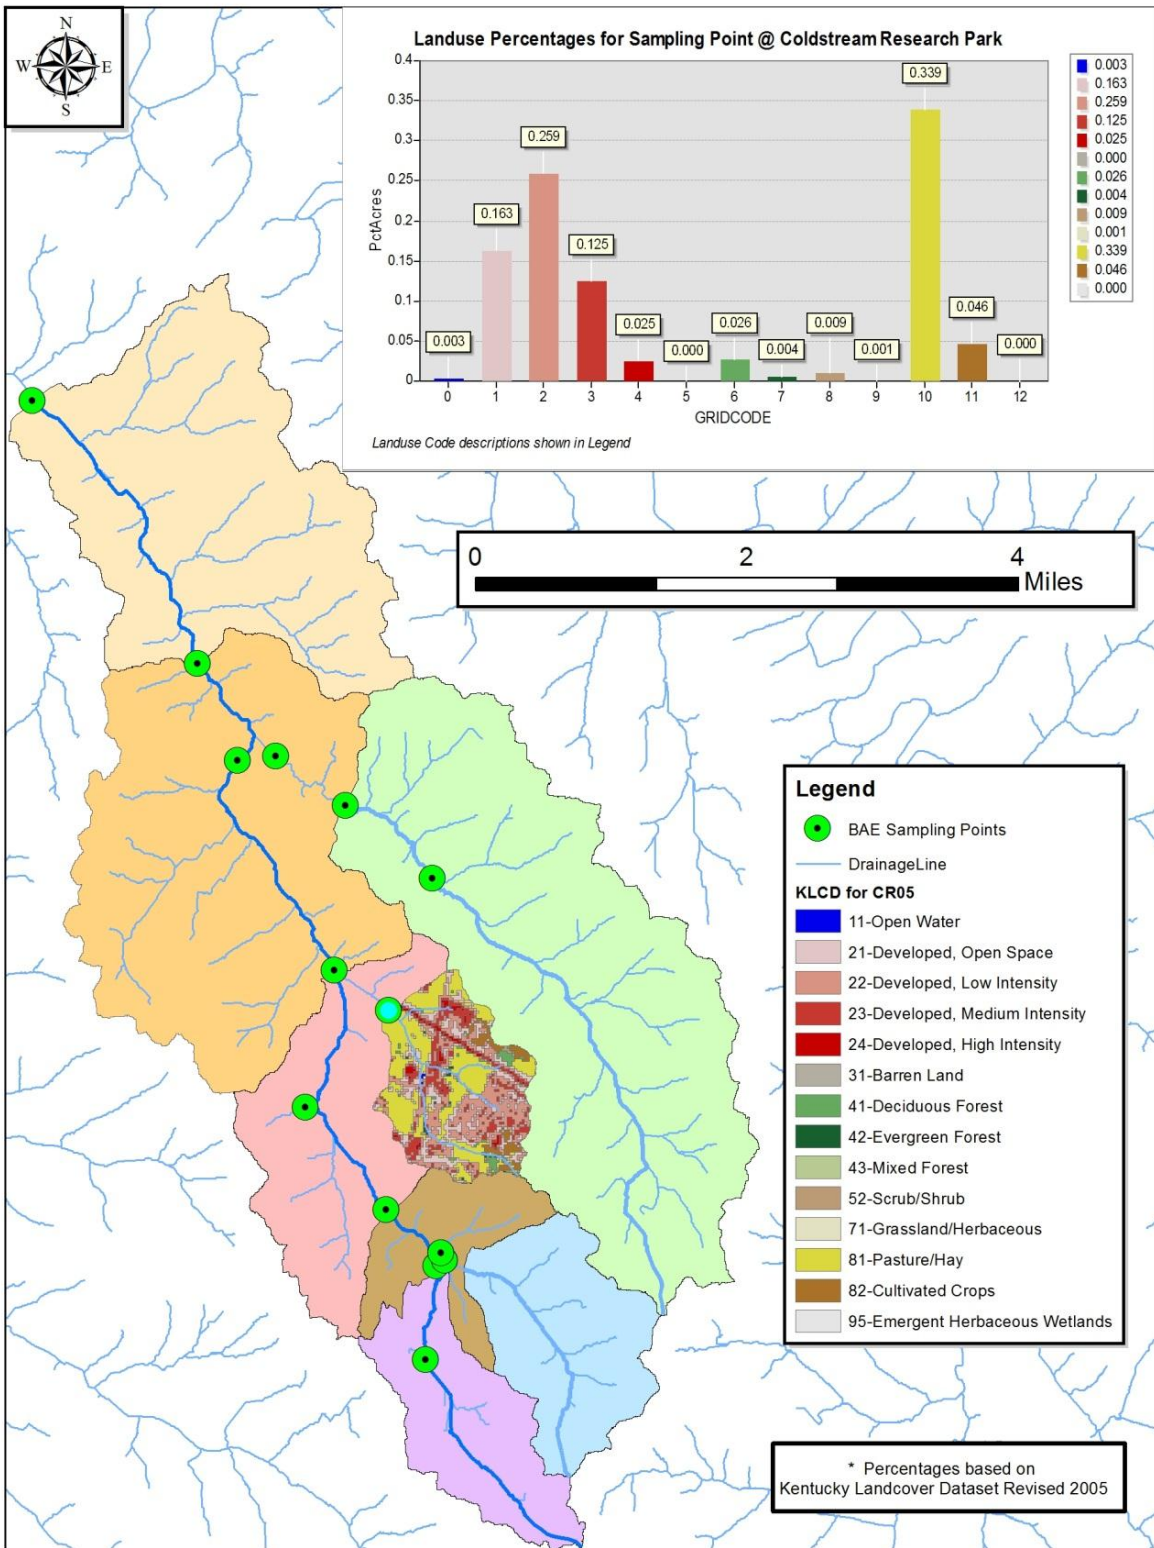 N
W E
S
Landuse Percentages for Sampling Point @ Coldstream Research Park
0.4
0.35
0.3
0.25
0.2
0.15
0.1
0.05
0
PctAcres
0.003
0.163
0.259
0.125
0.025
0.000
0.026
0.004
0.009
0.001
0.339
0.046
0.000
0 1 2 3 4 5 6 7 8 9 10 11 12
GRIDCODE
Landuse Code descriptions shown in Legend
0.003
0.163
0.259
0.125
0.025
0.000
0.026
0.004
0.009
0.001
0.339
0.046
0.000
0 2 4
Miles
Legend
BAE Sampling Points
DrainageLine
KLCD for CR05
11-Open Water
21-Developed, Open Space
22-Developed, Low Intensity
23-Developed, Medium Intensity
24-Developed, High Intensity
31-Barren Land
41-Deciduous Forest
42-Evergreen Forest
43-Mixed Forest
52-Scrub/Shrub
71-Grassland/Herbaceous
81-Pasture/Hay
82-Cultivated Crops
95-Emergent Herbaceous Wetlands
* Percentages based on
Kentucky Landcover Dataset Revised 2005